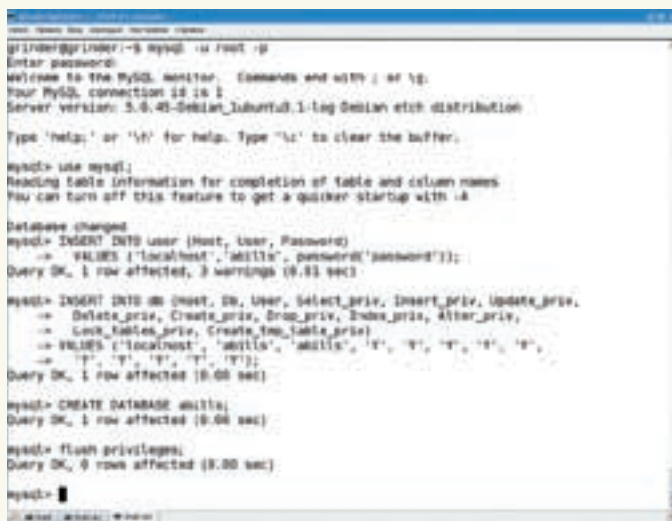 grinder@grinder:~$ mysql -u root -p
Enter password:
Welcome to the MySQL monitor.  Commands end with ; or \g.
Your MySQL connection id is 1
Server version: 5.0.45-Debian_1ubuntu3.1-log Debian etch distribution
Type 'help;' or '\h' for help. Type '\c' to clear the buffer.
mysql> use mysql;
Reading table information for completion of table and column names
You can turn off this feature to get a quicker startup with -A
Database changed
mysql> INSERT INTO user (Host, User, Password)
    ->   VALUES ('localhost','abills', password('password'));
Query OK, 1 row affected, 3 warnings (0.01 sec)
mysql> INSERT INTO db (Host, Db, User, Select_priv, Insert_priv, Update_priv,
    ->   Delete_priv, Create_priv, Drop_priv, Index_priv, Alter_priv,
    ->   Lock_tables_priv, Create_tmp_table_priv)
    -> VALUES ('localhost', 'abills', 'abills', 'Y', 'Y', 'Y', 'Y', 'Y',
    ->   'Y', 'Y', 'Y', 'Y', 'Y');
Query OK, 1 row affected (0.00 sec)
mysql> CREATE DATABASE abills;
Query OK, 1 row affected (0.00 sec)
mysql> flush privileges;
Query OK, 0 rows affected (0.00 sec)
mysql>